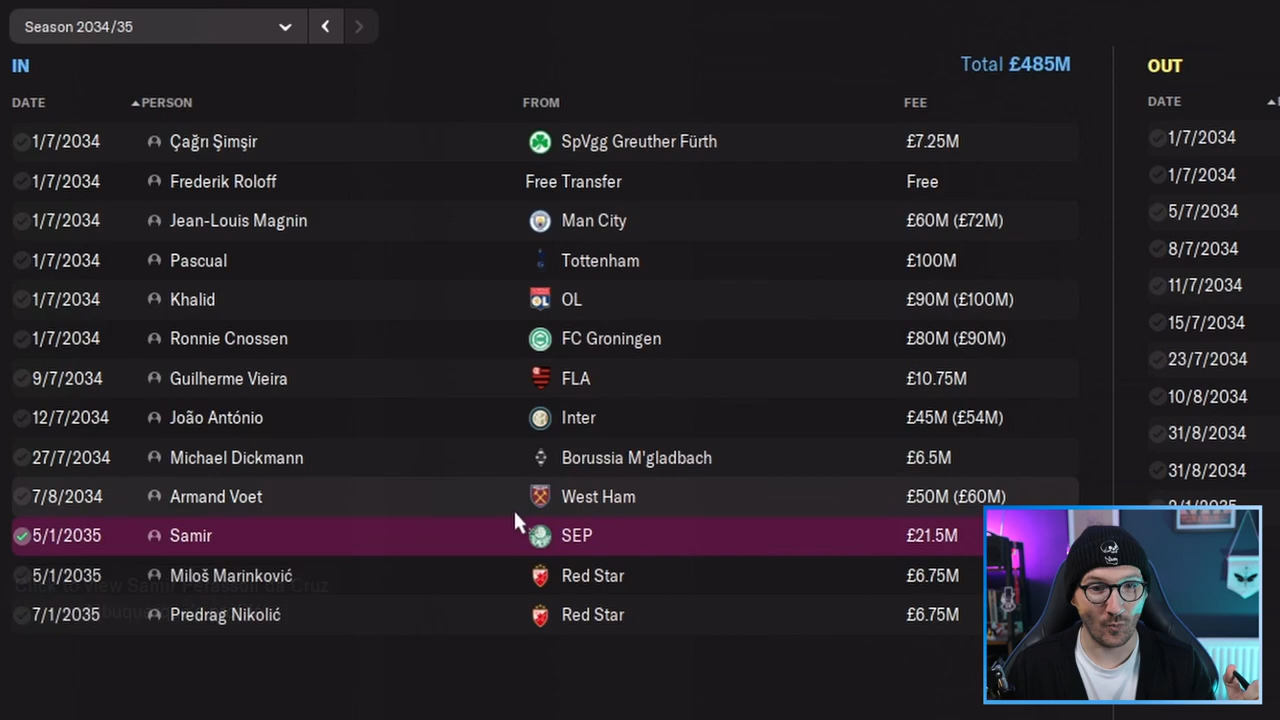 Season 2034/35
IN
Total £485M
DATE PERSON FROM FEE
1/7/2034 Çağrı Şimşir SpVgg Greuther Fürth £7.25M
1/7/2034 Frederik Roloff Free Transfer Free
1/7/2034 Jean-Louis Magnin Man City £60M (£72M)
1/7/2034 Pascual Tottenham £100M
1/7/2034 Khalid OL £90M (£100M)
1/7/2034 Ronnie Cnossen FC Groningen £80M (£90M)
9/7/2034 Guilherme Vieira FLA £10.75M
12/7/2034 João António Inter £45M (£54M)
27/7/2034 Michael Dickmann Borussia M'gladbach £6.5M
7/8/2034 Armand Voet West Ham £50M (£60M)
5/1/2035 Samir SEP £21.5M
5/1/2035 Miloš Marinković Red Star £6.75M
Click to view Samir
Cruz
7/1/2035 Predrag Nikolić Red Star £6.75M
OUT
DATE
1/7/2034
1/7/2034
5/7/2034
8/7/2034
11/7/2034
15/7/2034
23/7/2034
10/8/2034
31/8/2034
31/8/2034